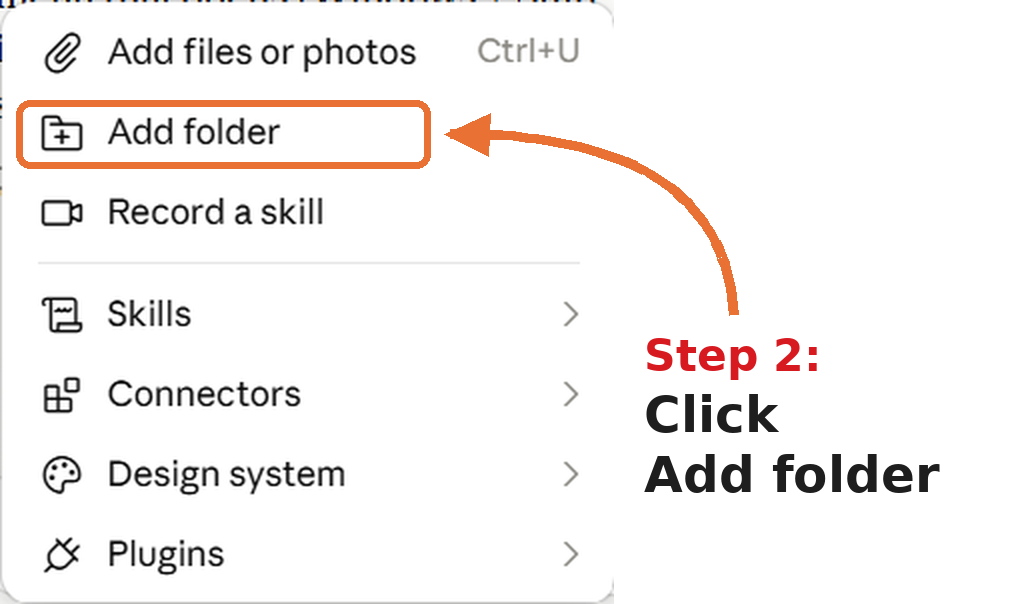 Add files or photos Ctrl+U
Add folder
Record a skill
Skills
Connectors
Design system
Plugins
Step 2:
Click
Add folder